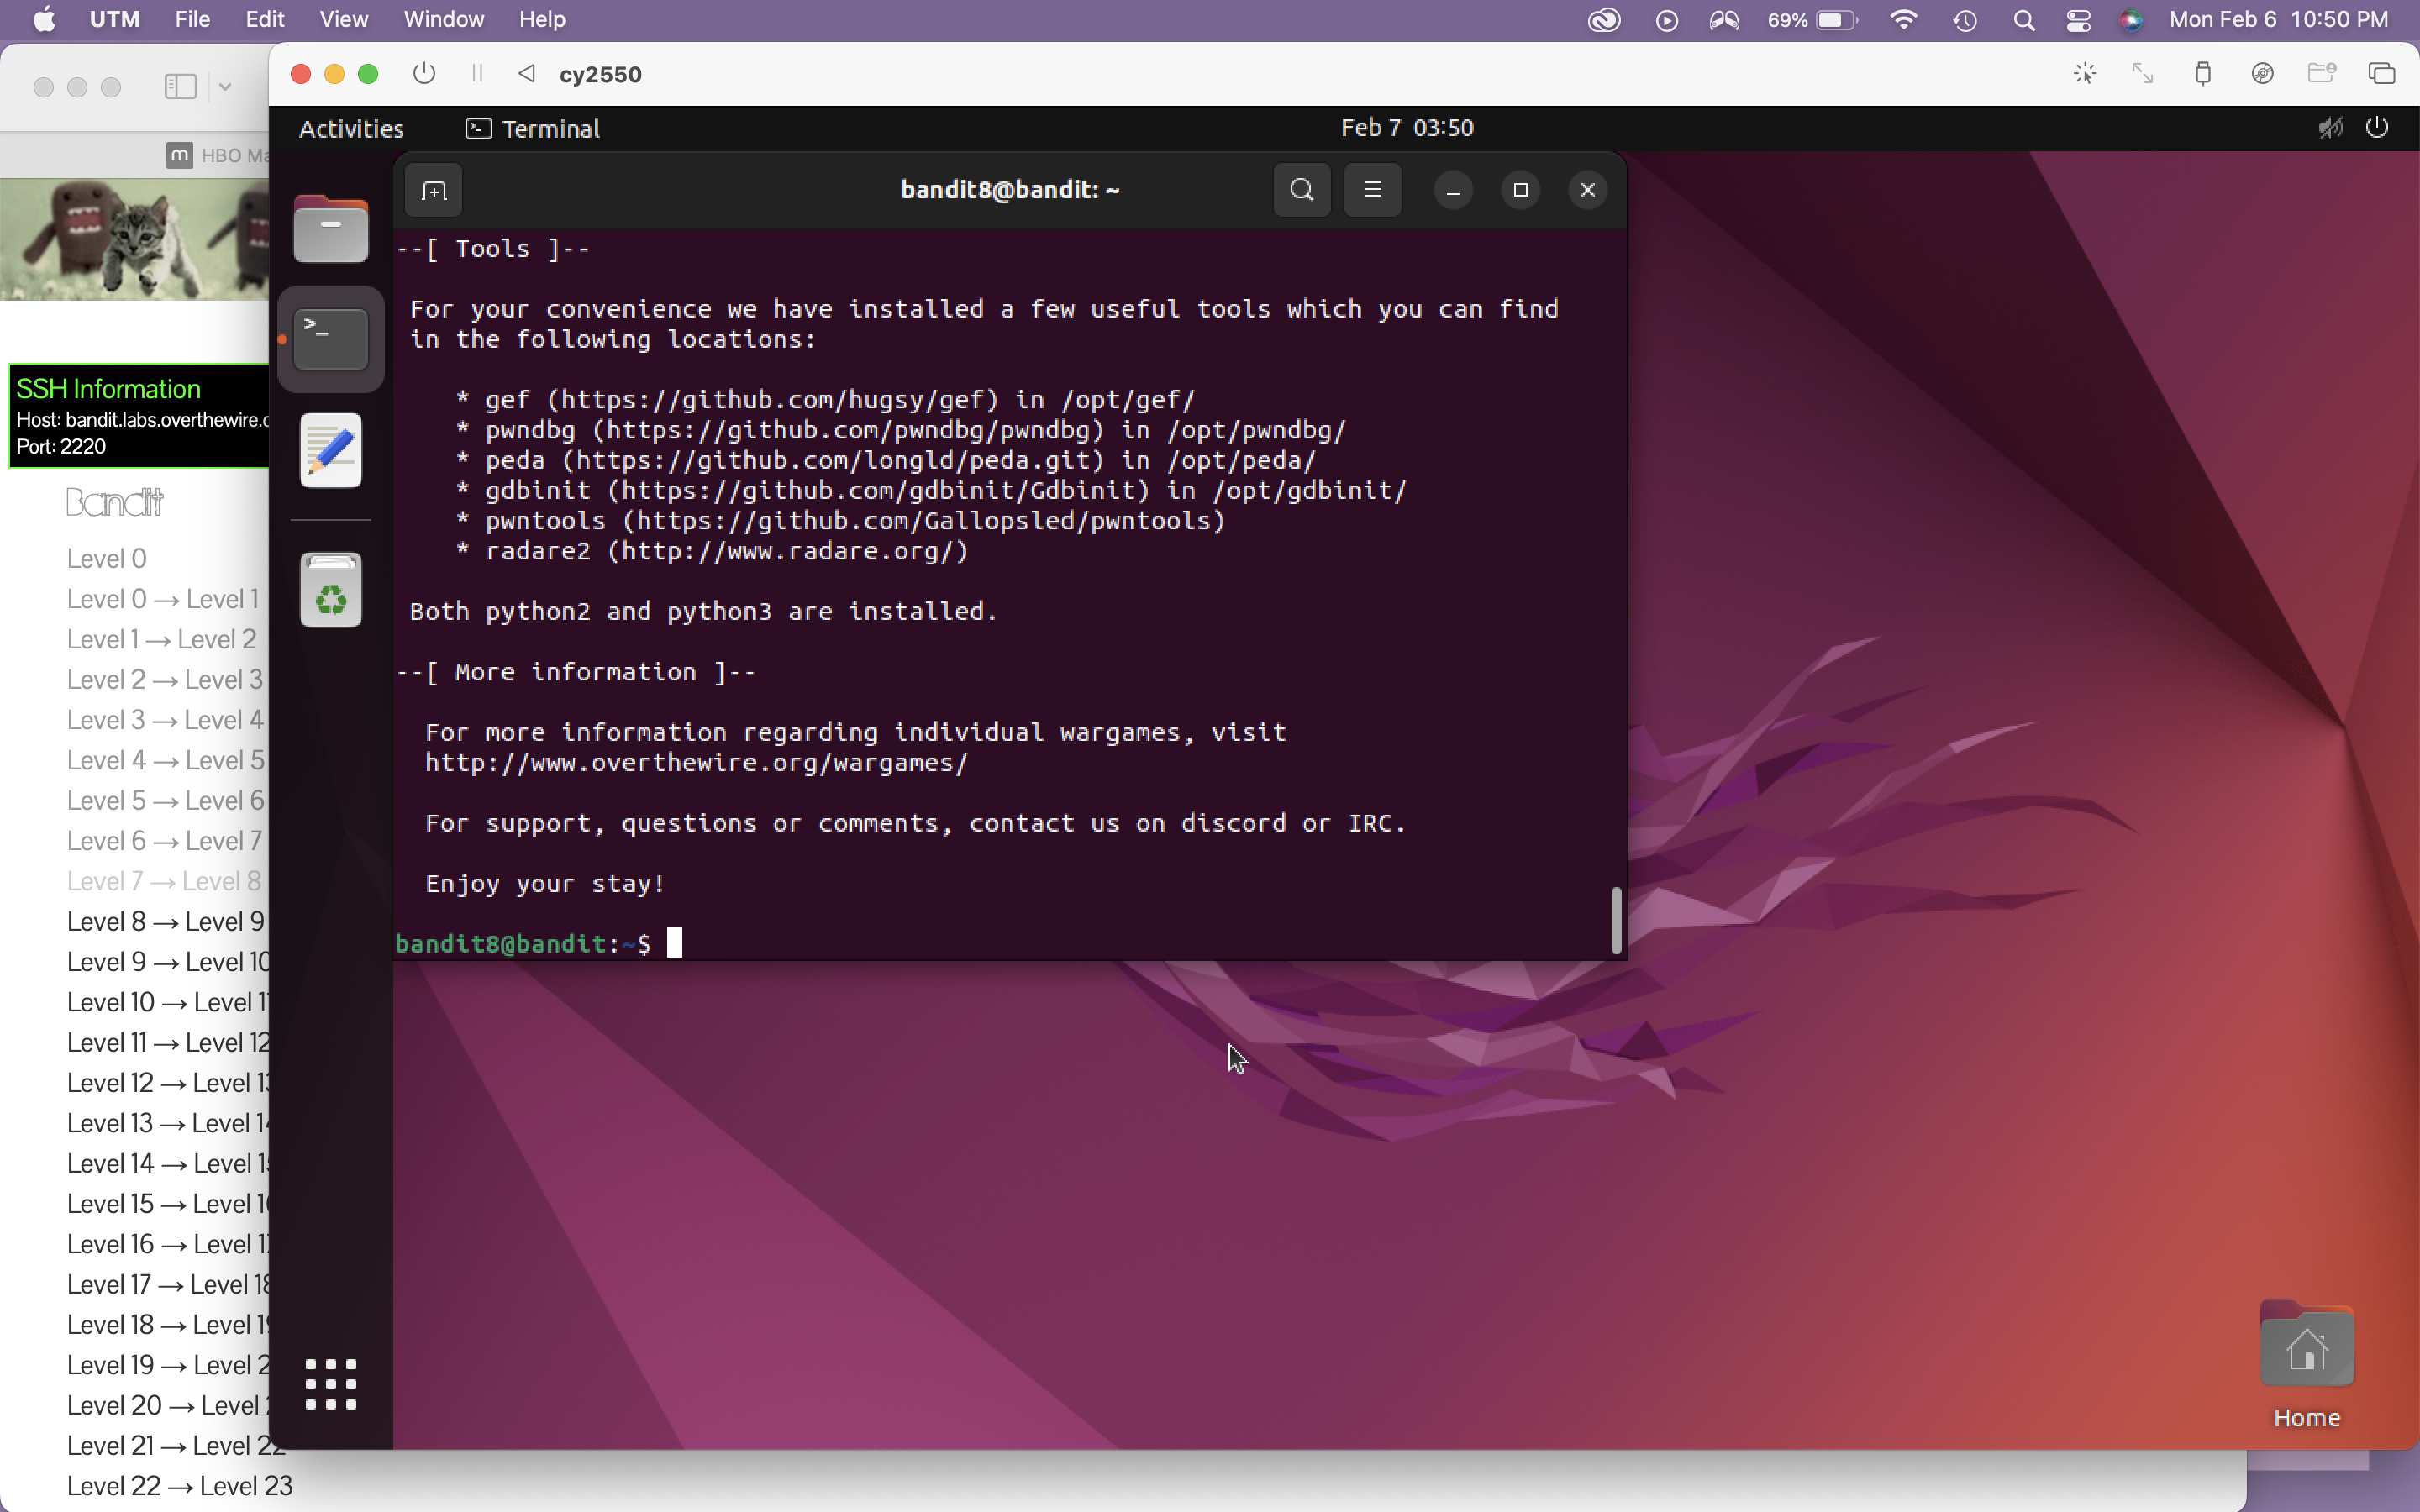 UTM File Edit View Window Help
69%
Mon Feb 6 10:50 PM
cy2550
m HBO Ma
SSH Information
Host: bandit.labs.overthewire.c
Port: 2220
Bandit
Level 0
Level 0 → Level 1
Level 1 → Level 2
Level 2 → Level 3
Level 3 → Level 4
Level 4 → Level 5
Level 5 → Level 6
Level 6 → Level 7
Level 7 → Level 8
Level 8 → Level 9
Level 9 → Level 10
Level 10 → Level 11
Level 11 → Level 12
Level 12 → Level 13
Level 13 → Level 14
Level 14 → Level 15
Level 15 → Level 16
Level 16 → Level 17
Level 17 → Level 18
Level 18 → Level 19
Level 19 → Level 2
Level 20 → Level 2
Level 21 → Level 22
Level 22 → Level 23
Activities Terminal
Feb 7 03:50
bandit8@bandit: ~
--[ Tools ]--
For your convenience we have installed a few useful tools which you can find
in the following locations:
* gef (https://github.com/hugsy/gef) in /opt/gef/
* pwndbg (https://github.com/pwndbg/pwndbg) in /opt/pwndbg/
* peda (https://github.com/longld/peda.git) in /opt/peda/
* gdbinit (https://github.com/gdbinit/Gdbinit) in /opt/gdbinit/
* pwntools (https://github.com/Gallopsled/pwntools)
* radare2 (http://www.radare.org/)
Both python2 and python3 are installed.
--[ More information ]--
For more information regarding individual wargames, visit
http://www.overthewire.org/wargames/
For support, questions or comments, contact us on discord or IRC.
Enjoy your stay!
bandit8@bandit:~$
Home